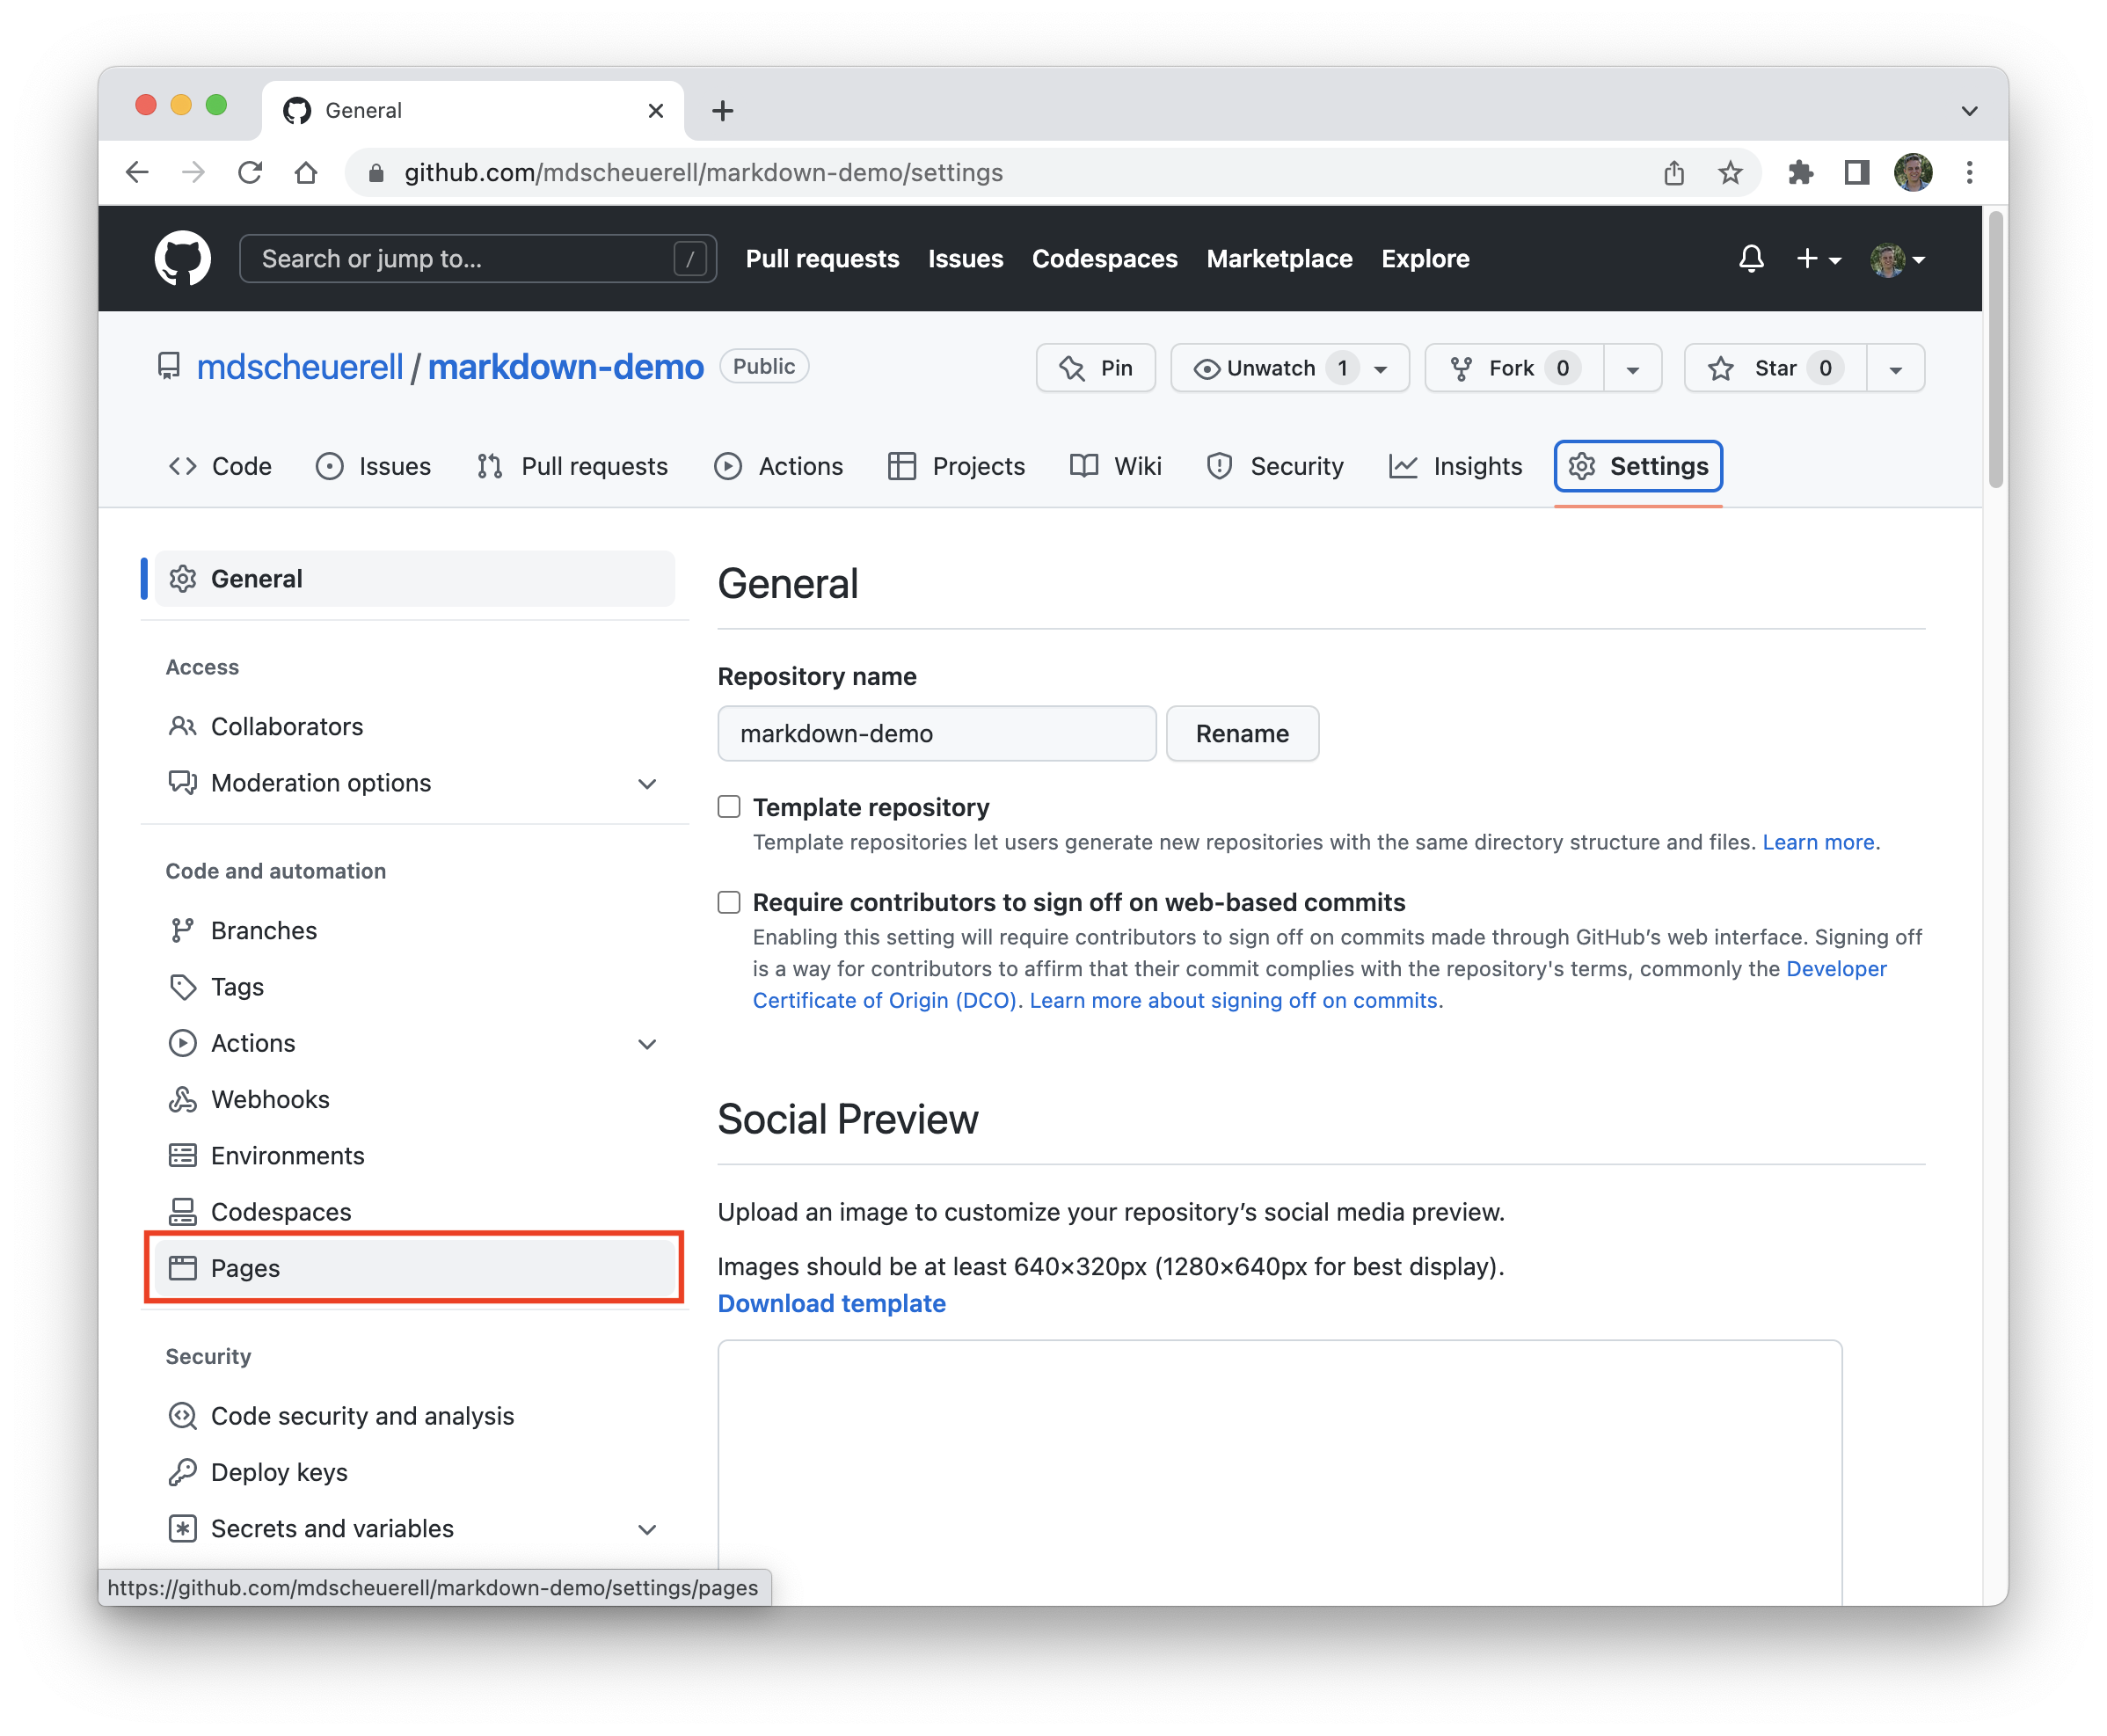 General
github.com/mdscheuerell/markdown-demo/settings
Search or jump to... /
Pull requests Issues Codespaces Marketplace Explore
mdscheuerell / markdown-demo Public
Pin Unwatch 1 Fork 0 Star 0
Code Issues Pull requests Actions Projects Wiki Security Insights Settings
General
Access
Collaborators
Moderation options
Code and automation
Branches
Tags
Actions
Webhooks
Environments
Codespaces
Pages
Security
Code security and analysis
Deploy keys
Secrets and variables
General
Repository name
markdown-demo Rename
Template repository
Template repositories let users generate new repositories with the same directory structure and files. Learn more.
Require contributors to sign off on web-based commits
Enabling this setting will require contributors to sign off on commits made through GitHub’s web interface. Signing off
is a way for contributors to affirm that their commit complies with the repository's terms, commonly the Developer
Certificate of Origin (DCO). Learn more about signing off on commits.
Social Preview
Upload an image to customize your repository’s social media preview.
Images should be at least 640×320px (1280×640px for best display).
Download template
https://github.com/mdscheuerell/markdown-demo/settings/pages